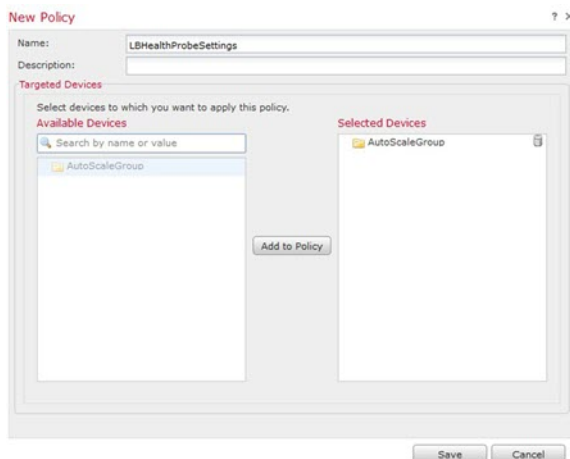 New Policy
? X
Name:
LBHealthProbeSettings
Description:
Targeted Devices
Select devices to which you want to apply this policy.
Available Devices
Selected Devices
Search by name or value
AutoScaleGroup
AutoScaleGroup
Add to Policy
Save
Cancel